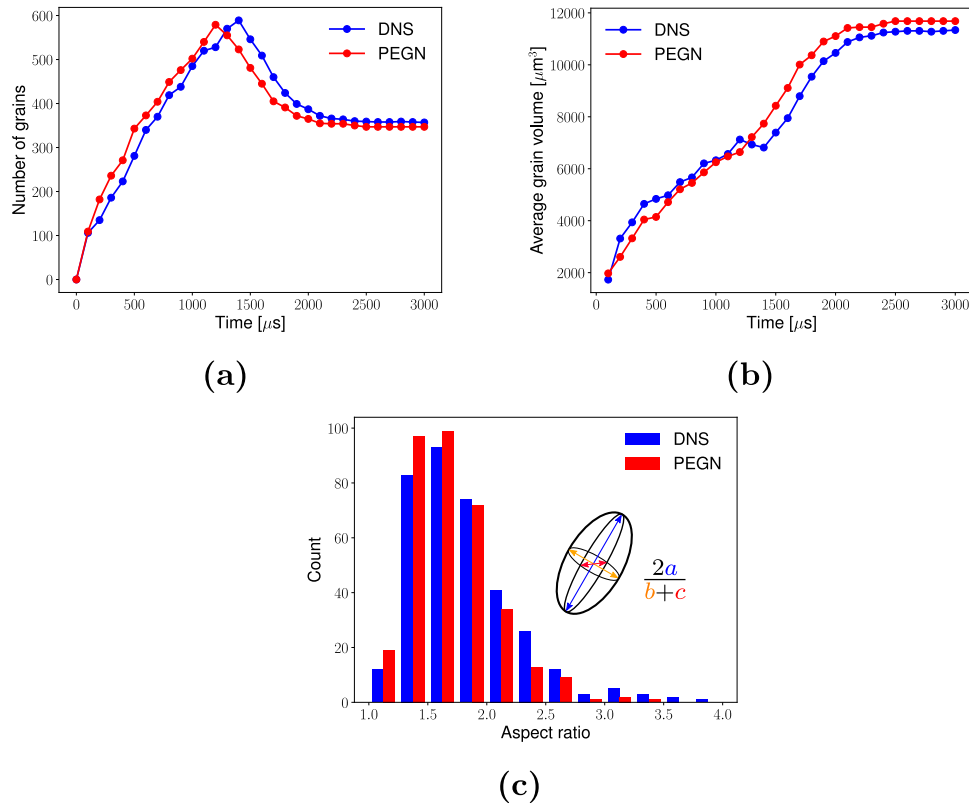 600
500
400
300
200
100
0
Number of grains
DNS
PEGN
0 500 1000 1500 2000 2500 3000
Time [μs]
(a)
12000
10000
8000
6000
4000
2000
Average grain volume [μm³]
DNS
PEGN
0 500 1000 1500 2000 2500 3000
Time [μs]
(b)
100
80
60
40
20
0
Count
DNS
PEGN
2a
b+c
1.0 1.5 2.0 2.5 3.0 3.5 4.0
Aspect ratio
(c)